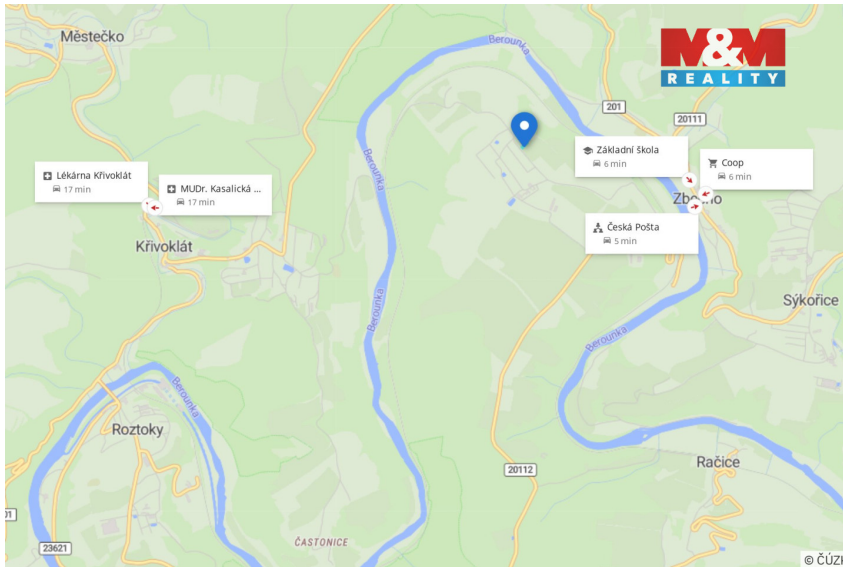 Městečko
Berounka
M&M
REALITY
201
20111
Základní škola
6 min
Coop
6 min
Lékárna Křivoklát
17 min
MUDr. Kasalická ...
17 min
Berounka
Česká Pošta
5 min
Křivoklát
Berounka
Sýkořice
Berounka
Berounka
Roztoky
Račice
20112
23621
ČASTONICE
© ČÚZK